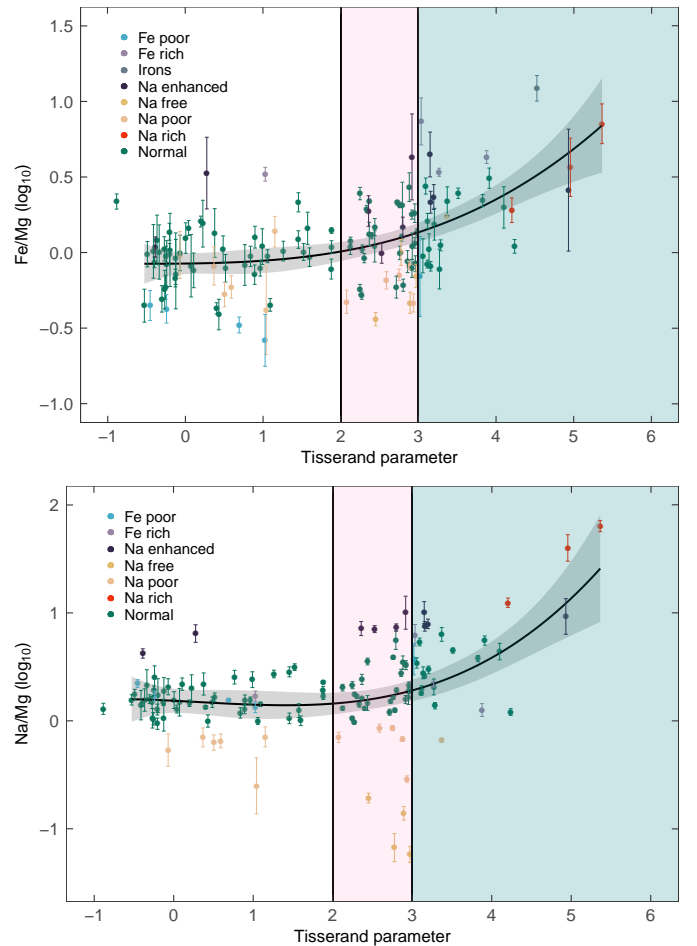 1.5
1.0
0.5
0.0
−0.5
−1.0
Fe/Mg (log10)
Fe poor
Fe rich
Irons
Na enhanced
Na free
Na poor
Na rich
Normal
−1 0 1 2 3 4 5 6
Tisserand parameter
2
1
0
−1
Na/Mg (log10)
Fe poor
Fe rich
Na enhanced
Na free
Na poor
Na rich
Normal
−1 0 1 2 3 4 5 6
Tisserand parameter